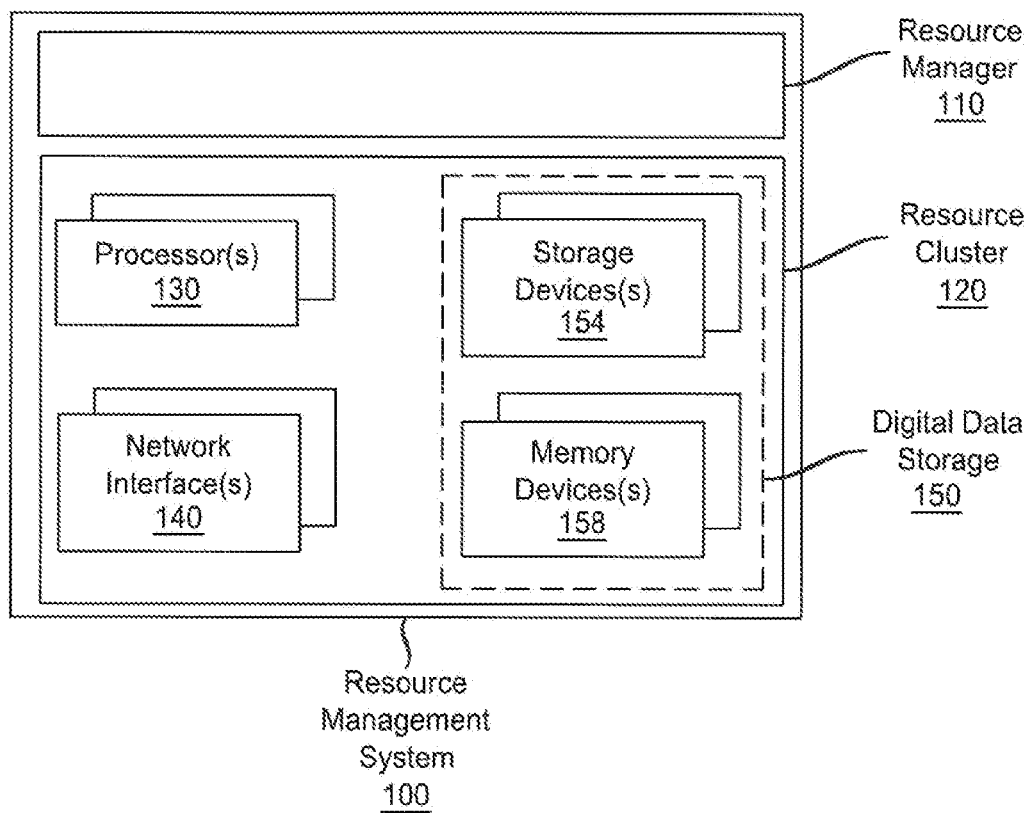 Resource
Manager
110
Processor(s)
130
Storage
Devices(s)
154
Resource
Cluster
120
Network
Interface(s)
140
Memory
Devices(s)
158
Digital Data
Storage
150
Resource
Management
System
100